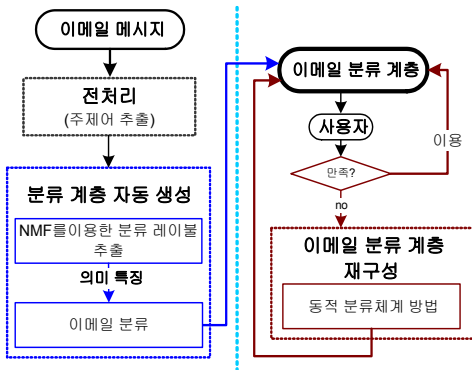 이메일 메시지
전처리
(주제어 추출)
분류 계층 자동 생성
NMF를이용한 분류 레이블
추출
의미 특징
이메일 분류
이메일 분류 계층
사용자
만족?
이용
no
이메일 분류 계층
재구성
동적 분류체계 방법